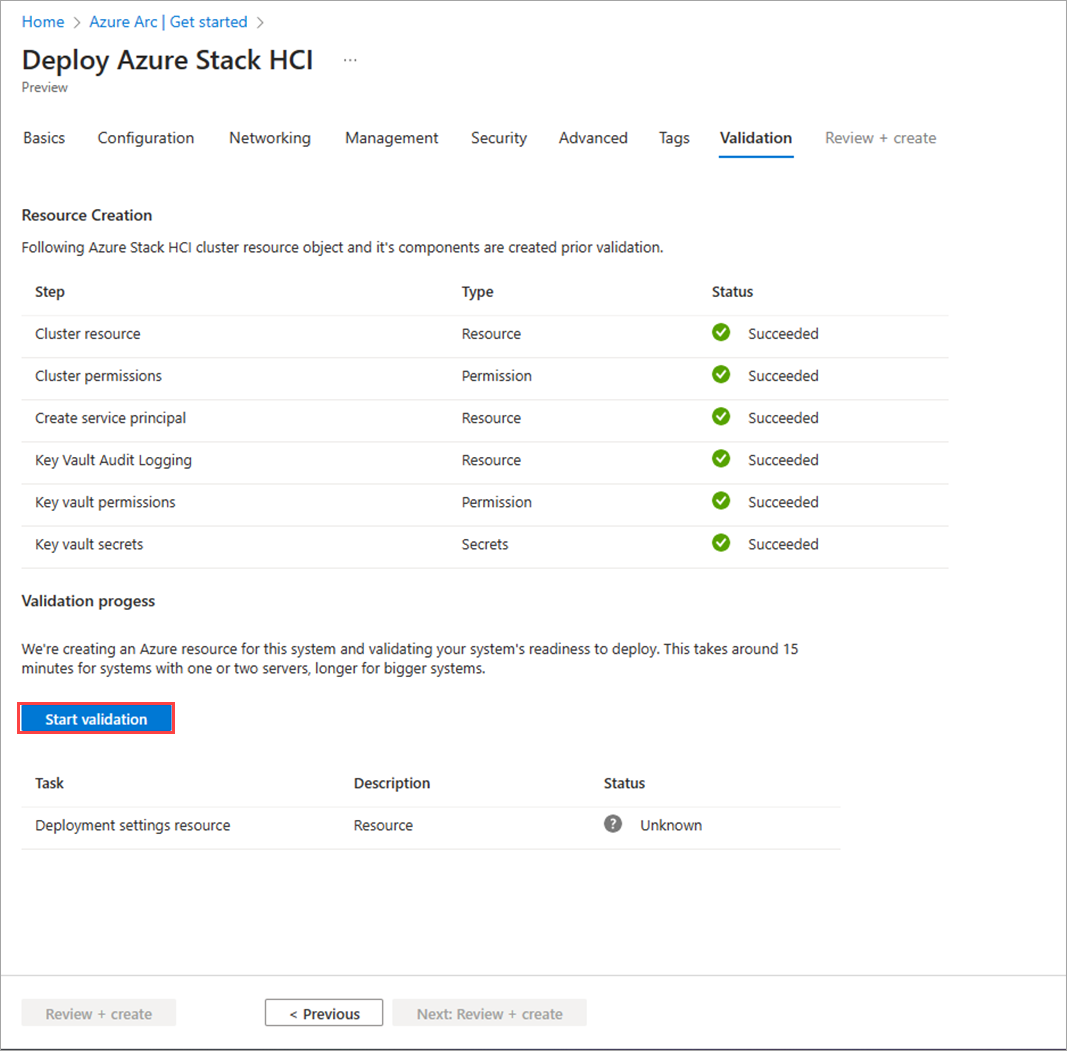 Home > Azure Arc | Get started >
Deploy Azure Stack HCI ...
Preview
Basics Configuration Networking Management Security Advanced Tags Validation Review + create
Resource Creation
Following Azure Stack HCI cluster resource object and it's components are created prior validation.
Step Type Status
Cluster resource Resource Succeeded
Cluster permissions Permission Succeeded
Create service principal Resource Succeeded
Key Vault Audit Logging Resource Succeeded
Key vault permissions Permission Succeeded
Key vault secrets Secrets Succeeded
Validation progess
We're creating an Azure resource for this system and validating your system's readiness to deploy. This takes around 15
minutes for systems with one or two servers, longer for bigger systems.
Start validation
Task Description Status
Deployment settings resource Resource ? Unknown
Review + create < Previous Next: Review + create